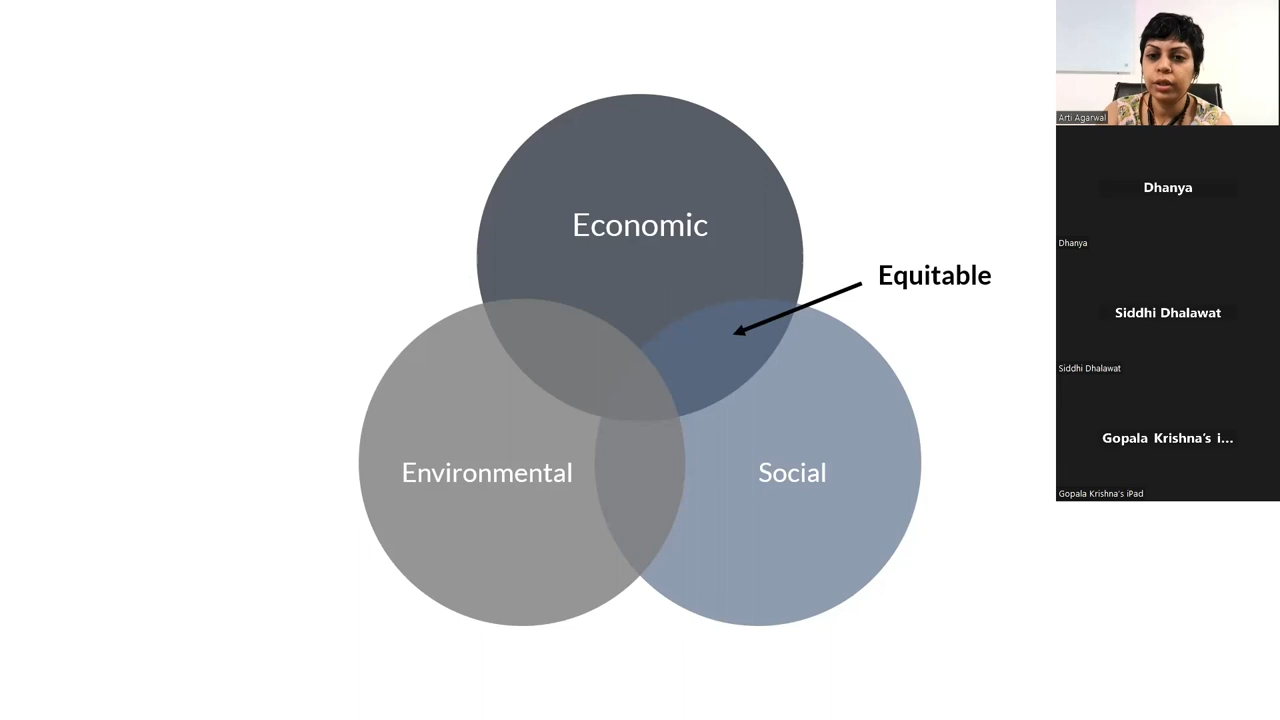 Economic
Equitable
Environmental
Social
Arti Agarwal
Dhanya
Dhanya
Siddhi Dhalawat
Siddhi Dhalawat
Gopala Krishna's i...
Gopala Krishna's iPad